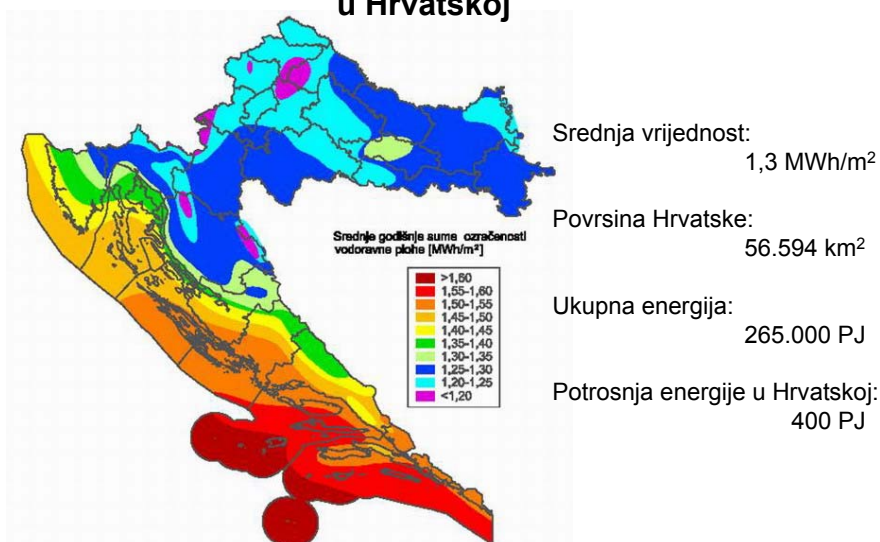 u Hrvatskoj
Srednja vrijednost:
1,3 MWh/m²
Povrsina Hrvatske:
56.594 km²
Ukupna energija:
265.000 PJ
Potrosnja energije u Hrvatskoj:
400 PJ
Srednje godišnje sume ozračenosti
vodoravne plohe [MWh/m²]
>1,60
1,55-1,60
1,50-1,55
1,45-1,50
1,40-1,45
1,35-1,40
1,30-1,35
1,25-1,30
1,20-1,25
<1,20